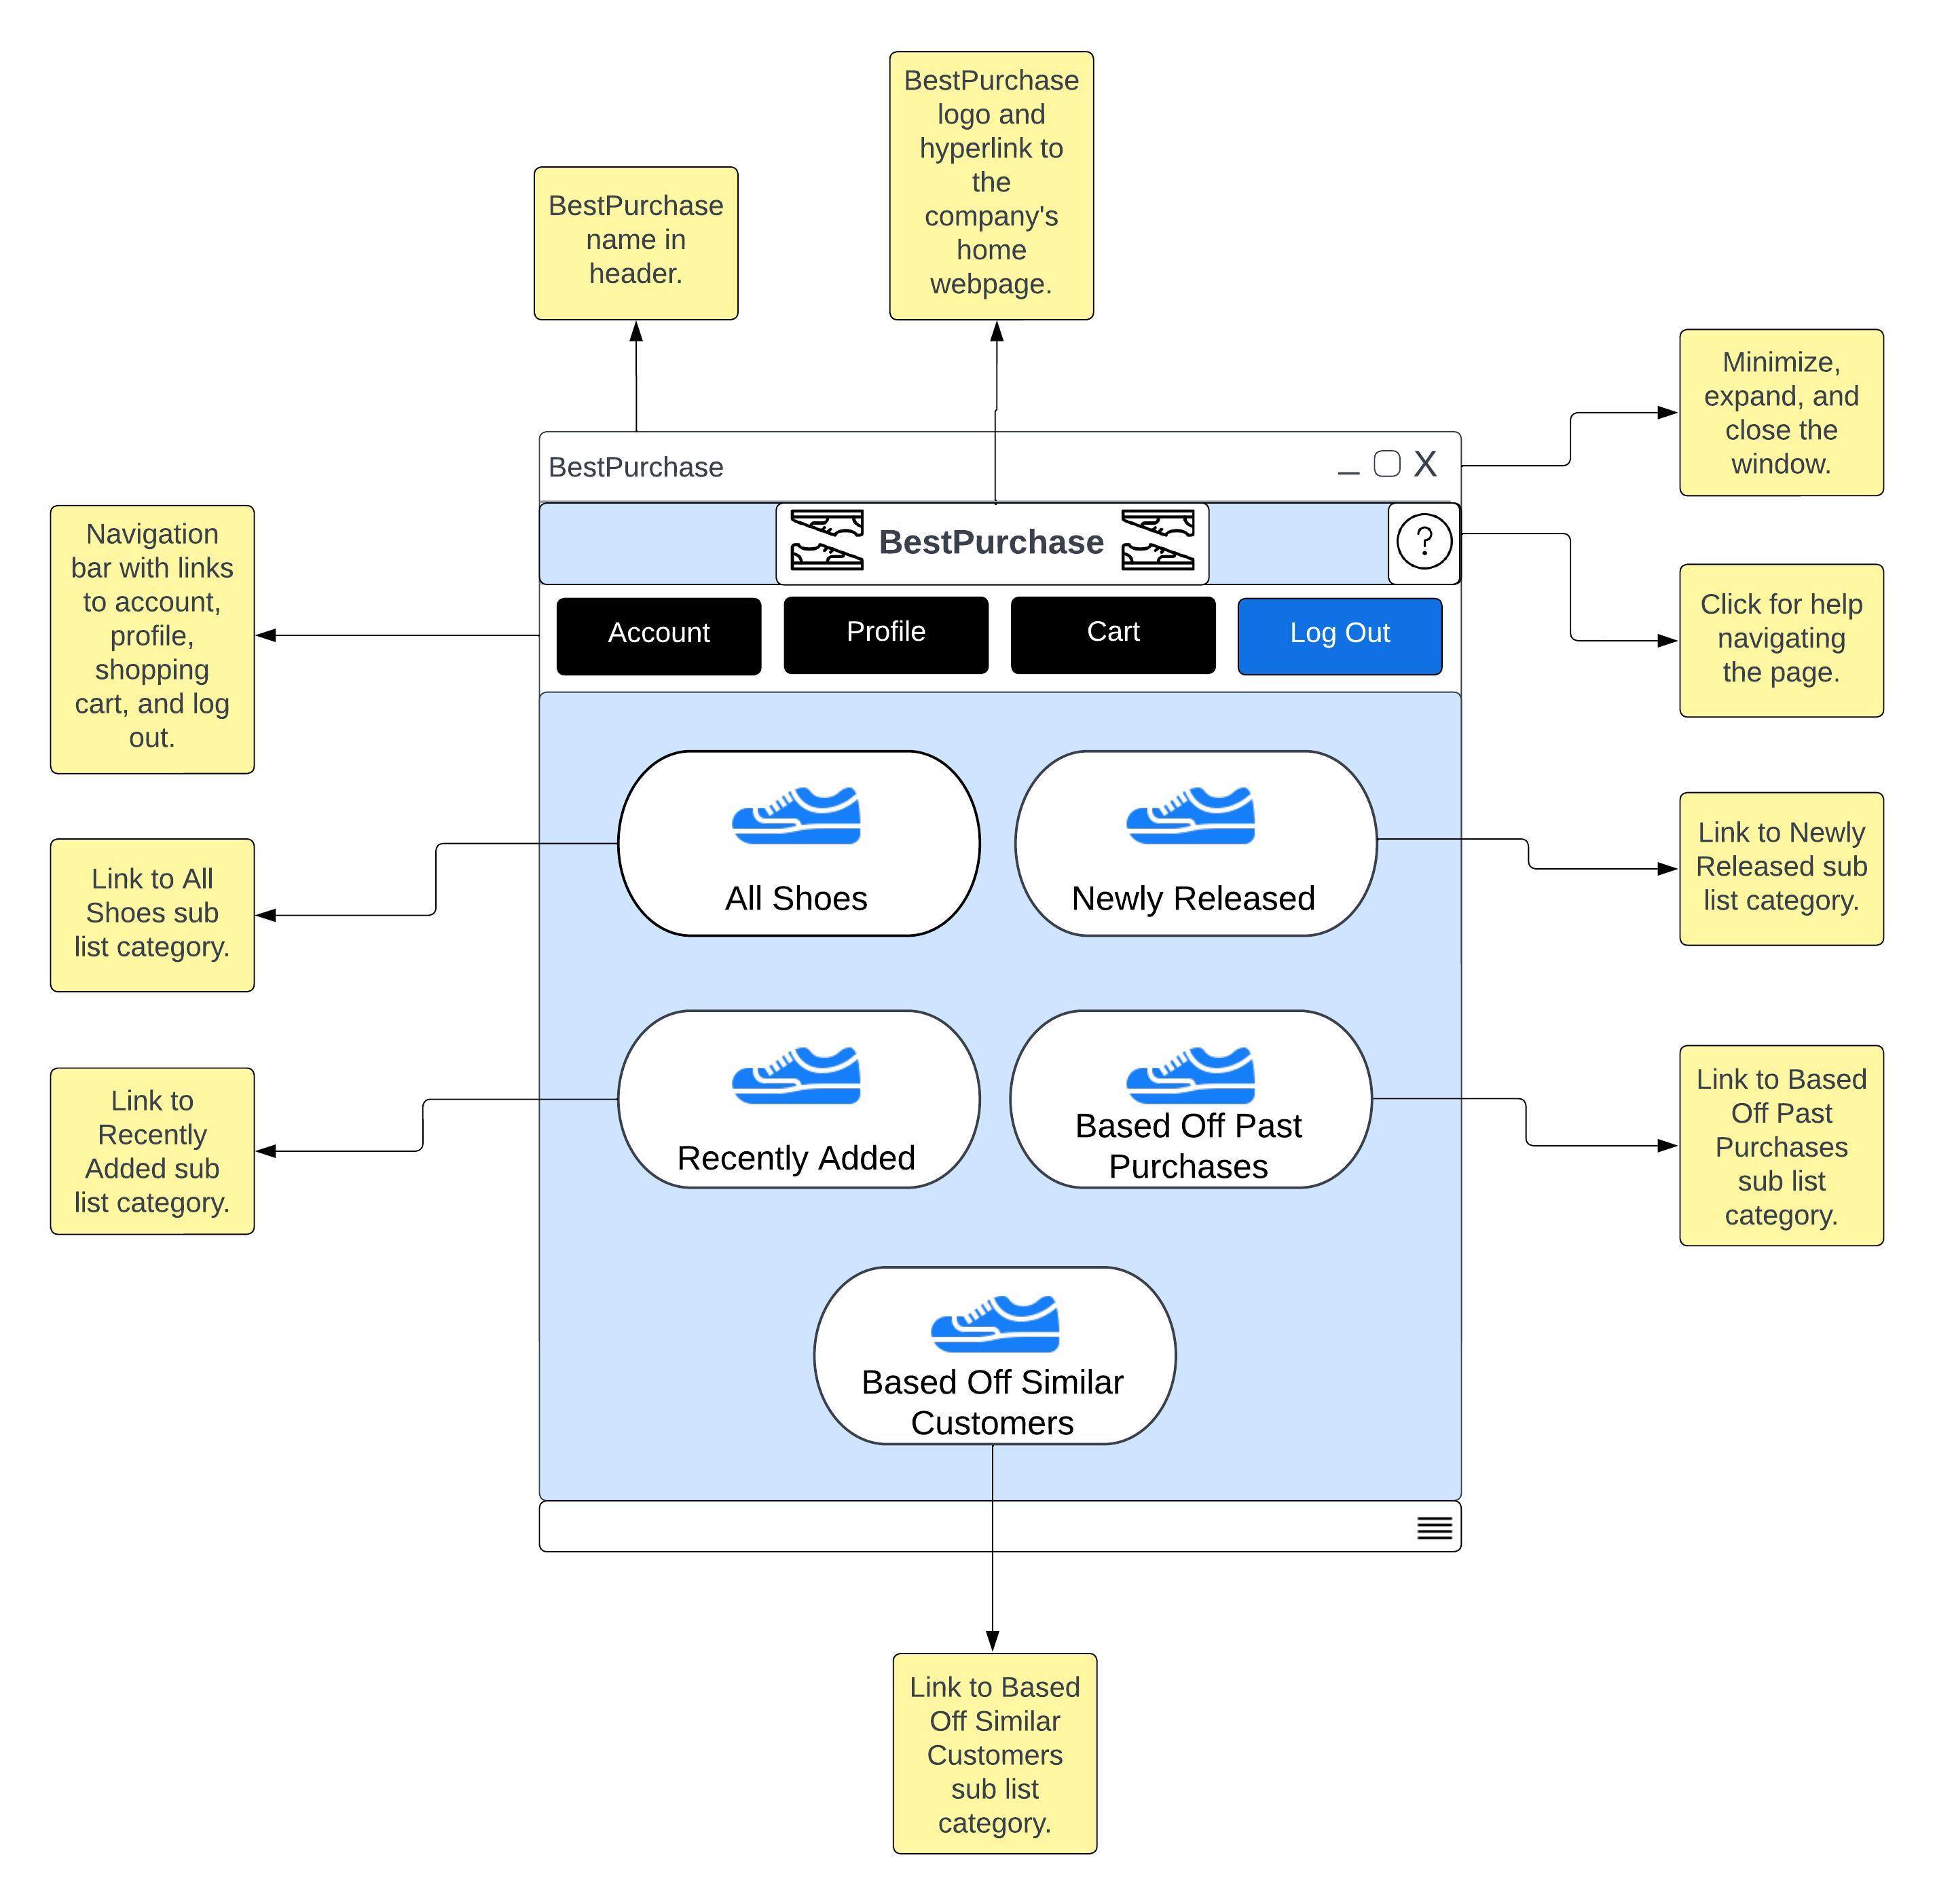 BestPurchase
logo and
hyperlink to
the
company's
home
webpage.
BestPurchase
name in
header.
Minimize,
expand, and
close the
window.
BestPurchase
_ X
BestPurchase
?
Navigation
bar with links
to account,
profile,
shopping
cart, and log
out.
Click for help
navigating
the page.
Account
Profile
Cart
Log Out
All Shoes
Newly Released
Link to All
Shoes sub
list category.
Link to Newly
Released sub
list category.
Recently Added
Based Off Past
Purchases
Link to
Recently
Added sub
list category.
Link to Based
Off Past
Purchases
sub list
category.
Based Off Similar
Customers
Link to Based
Off Similar
Customers
sub list
category.